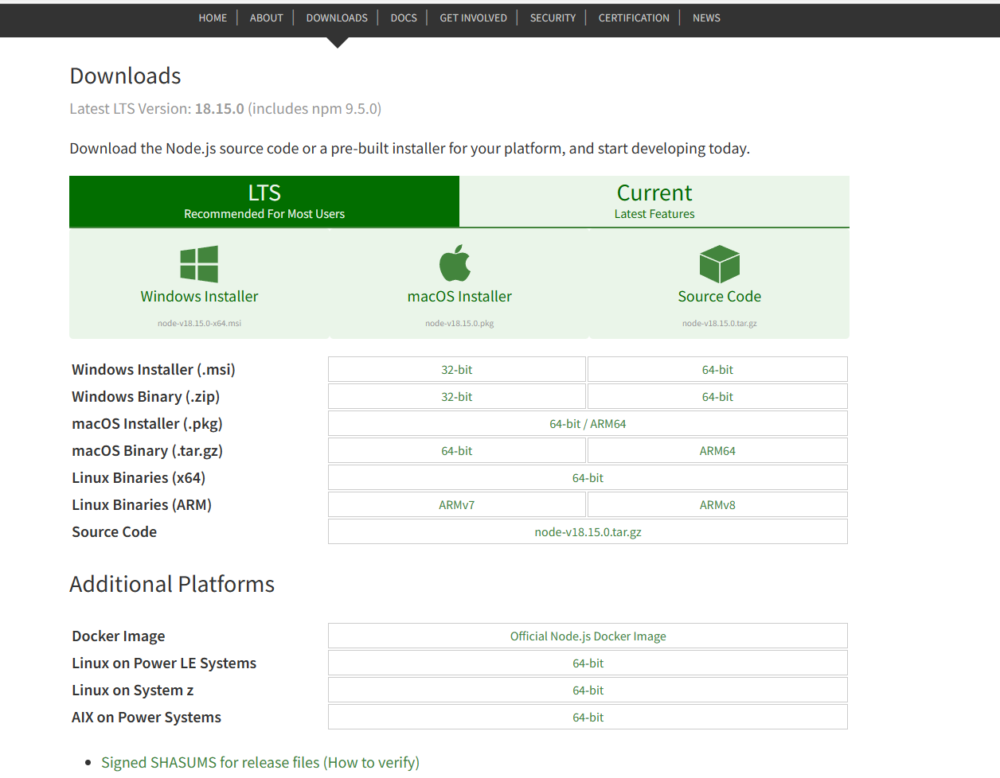 HOME ABOUT DOWNLOADS DOCS GET INVOLVED SECURITY CERTIFICATION NEWS
Downloads
Latest LTS Version: 18.15.0 (includes npm 9.5.0)
Download the Node.js source code or a pre-built installer for your platform, and start developing today.
LTS
Recommended For Most Users
Current
Latest Features
Windows Installer
node-v18.15.0-x64.msi
macOS Installer
node-v18.15.0.pkg
Source Code
node-v18.15.0.tar.gz
Windows Installer (.msi) 32-bit 64-bit
Windows Binary (.zip) 32-bit 64-bit
macOS Installer (.pkg) 64-bit / ARM64
macOS Binary (.tar.gz) 64-bit ARM64
Linux Binaries (x64) 64-bit
Linux Binaries (ARM) ARMv7 ARMv8
Source Code node-v18.15.0.tar.gz
Additional Platforms
Docker Image Official Node.js Docker Image
Linux on Power LE Systems 64-bit
Linux on System z 64-bit
AIX on Power Systems 64-bit
• Signed SHASUMS for release files (How to verify)